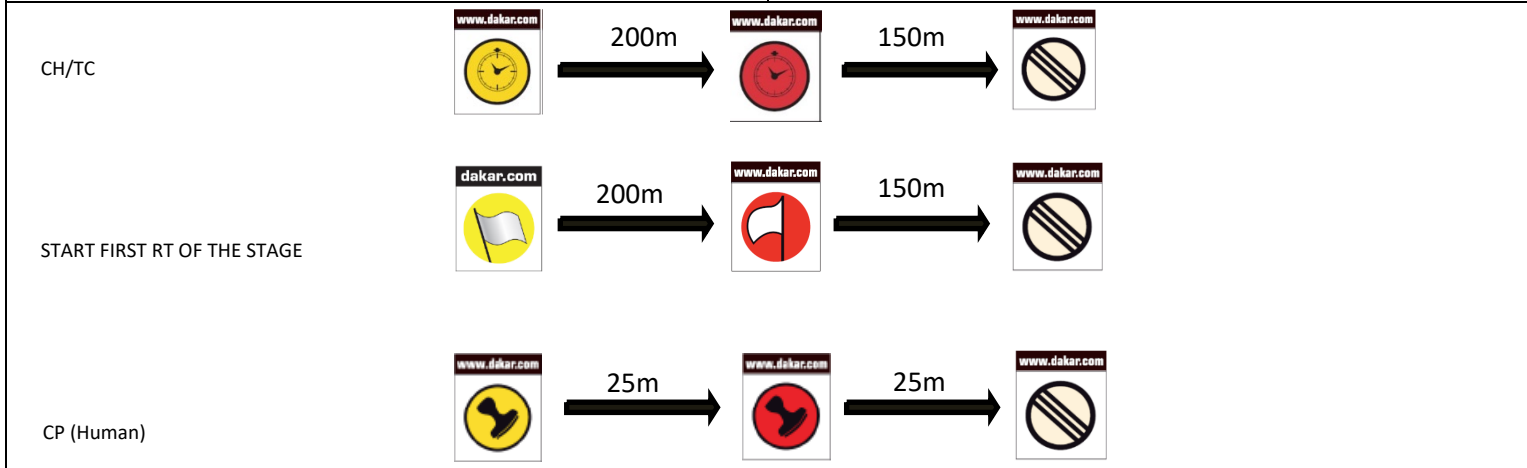 www.dakar.com www.dakar.com www.dakar.com
200m 150m
CH/TC
dakar.com www.dakar.com www.dakar.com
200m 150m
START FIRST RT OF THE STAGE
www.dakar.com www.dakar.com www.dakar.com
25m 25m
CP (Human)